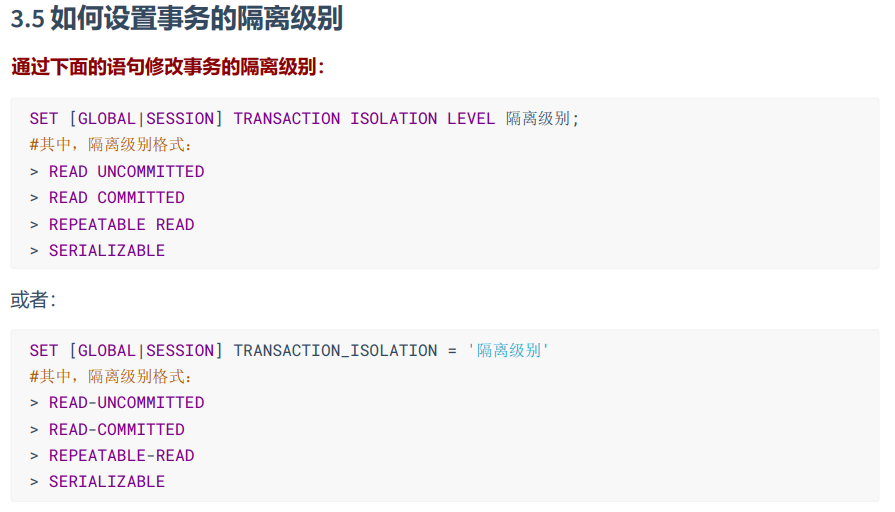 3.5 如何设置事务的隔离级别
通过下面的语句修改事务的隔离级别：
SET [GLOBAL|SESSION] TRANSACTION ISOLATION LEVEL 隔离级别;
#其中，隔离级别格式：
> READ UNCOMMITTED
> READ COMMITTED
> REPEATABLE READ
> SERIALIZABLE
或者：
SET [GLOBAL|SESSION] TRANSACTION_ISOLATION = '隔离级别'
#其中，隔离级别格式：
> READ-UNCOMMITTED
> READ-COMMITTED
> REPEATABLE-READ
> SERIALIZABLE